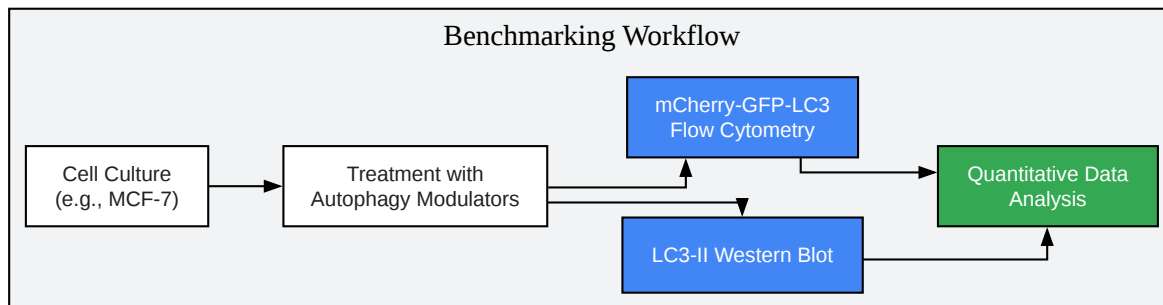 Benchmarking Workflow
Cell Culture
(e.g., MCF-7)
Treatment with
Autophagy Modulators
mCherry-GFP-LC3
Flow Cytometry
LC3-II Western Blot
Quantitative Data
Analysis